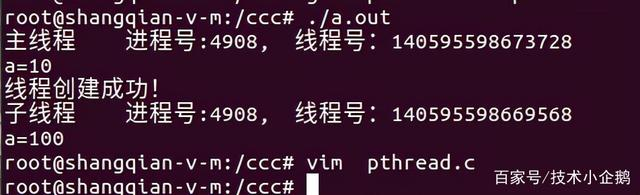 root@shangqian-v-m:/ccc# ./a.out
主线程    进程号:4908, 线程号: 140595598673728
a=10
线程创建成功!
子线程    进程号:4908, 线程号: 140595598669568
a=100
root@shangqian-v-m:/ccc# vim  pthread.c
root@shangqian-v-m:/ccc#
百家号/技术小企鹅